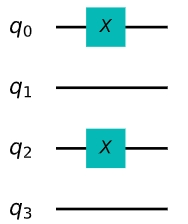 q₀ X
q₁
q₂ X
q₃